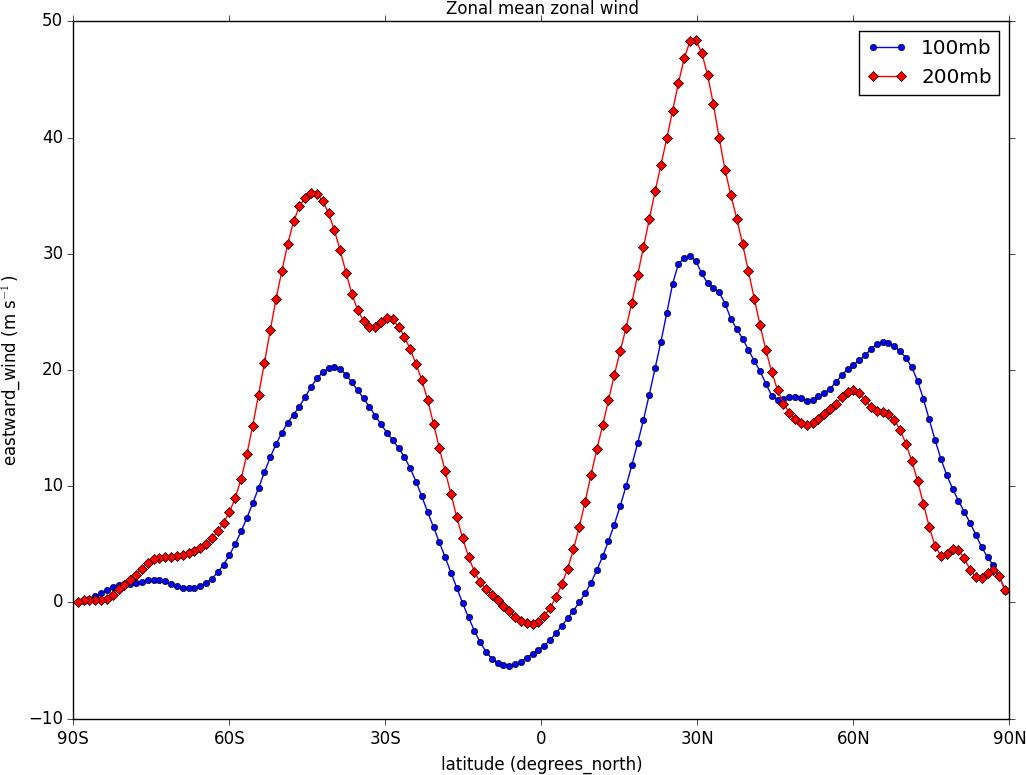 Zonal mean zonal wind
100mb
200mb
50
40
30
20
10
0
−10
eastward_wind (m s⁻¹)
90S 60S 30S 0 30N 60N 90N
latitude (degrees_north)